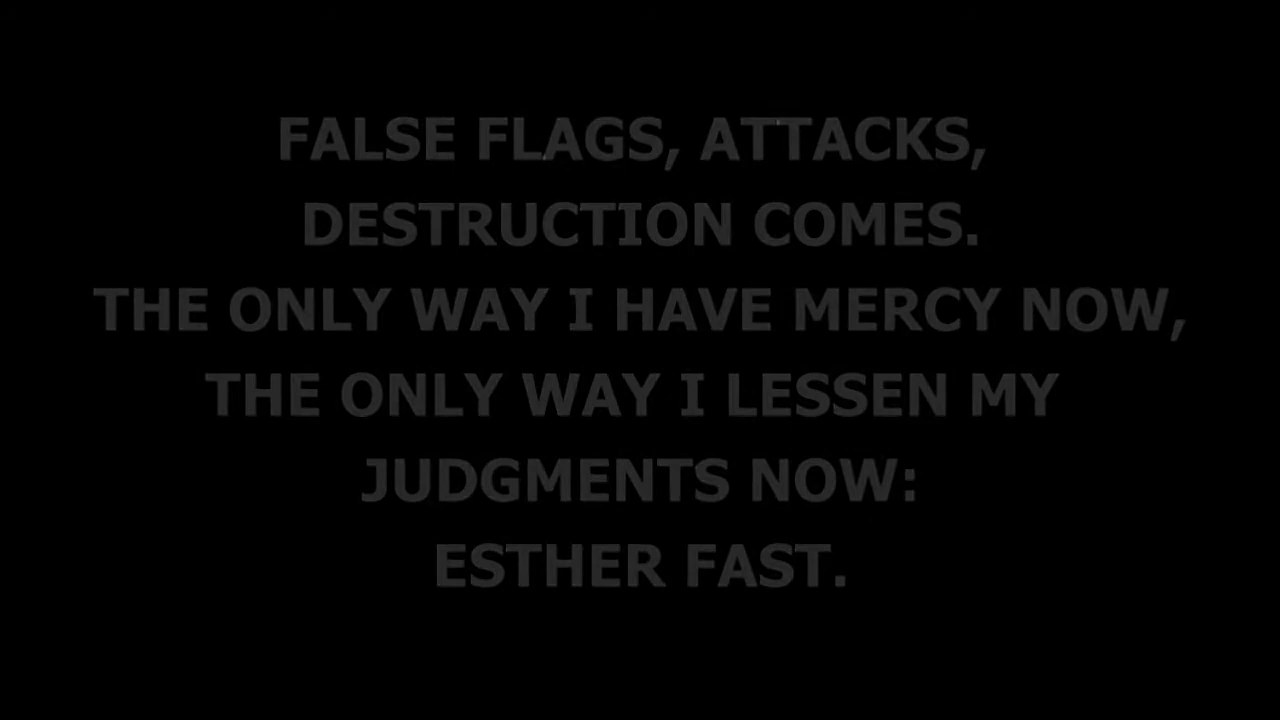 FALSE FLAGS, ATTACKS,
DESTRUCTION COMES.
THE ONLY WAY I HAVE MERCY NOW,
THE ONLY WAY I LESSEN MY
JUDGMENTS NOW:
ESTHER FAST.